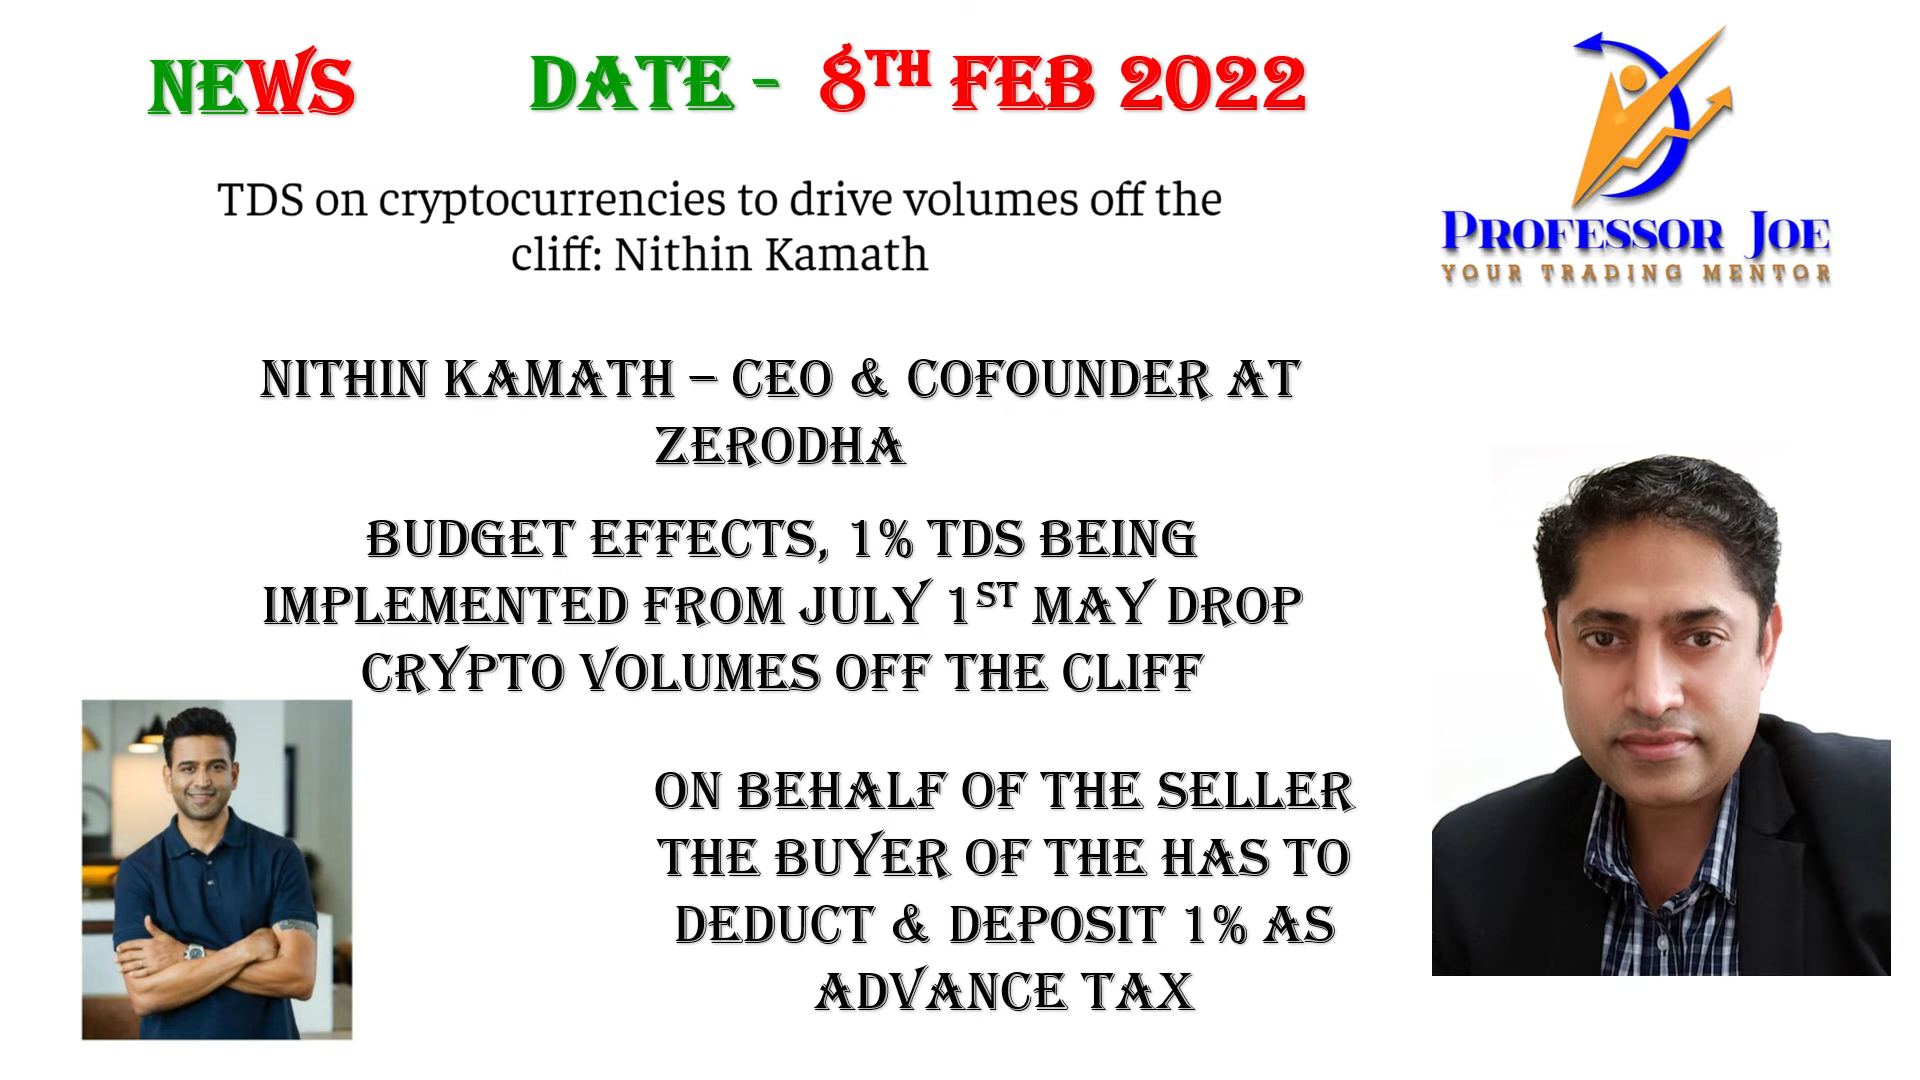 NEWS
DATE - 8TH FEB 2022
PROFESSOR JOE
YOUR TRADING MENTOR
TDS on cryptocurrencies to drive volumes off the
cliff: Nithin Kamath
NITHIN KAMATH – CEO & COFOUNDER AT
ZERODHA
BUDGET EFFECTS, 1% TDS BEING
IMPLEMENTED FROM JULY 1ST MAY DROP
CRYPTO VOLUMES OFF THE CLIFF
ON BEHALF OF THE SELLER
THE BUYER OF THE HAS TO
DEDUCT & DEPOSIT 1% AS
ADVANCE TAX